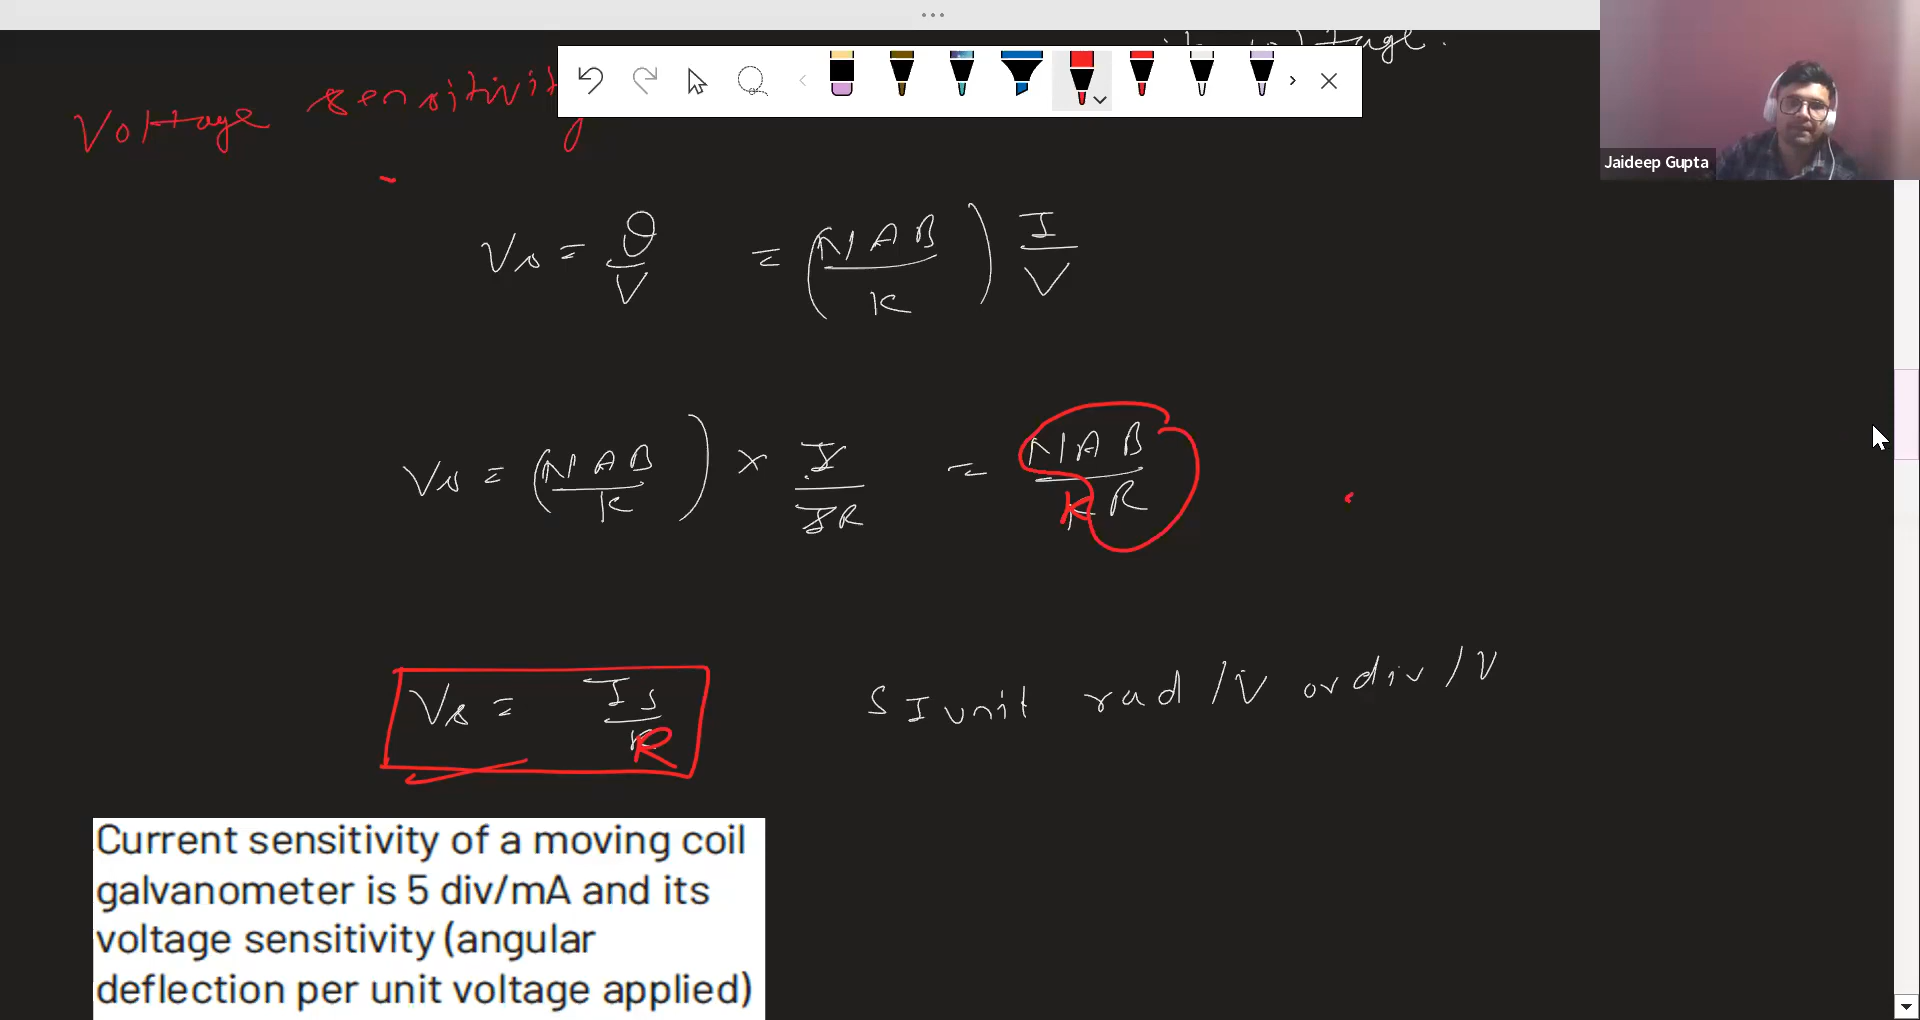 voltage.
Jaideep Gupta
Voltage sensitivity
Vs = θ/V = (NAB/K) I/V
Vs = (NAB/K) × I/IR = NAB/KR
Vs = Is/R SI unit rad/V or div/V
Current sensitivity of a moving coil
galvanometer is 5 div/mA and its
voltage sensitivity (angular
deflection per unit voltage applied)